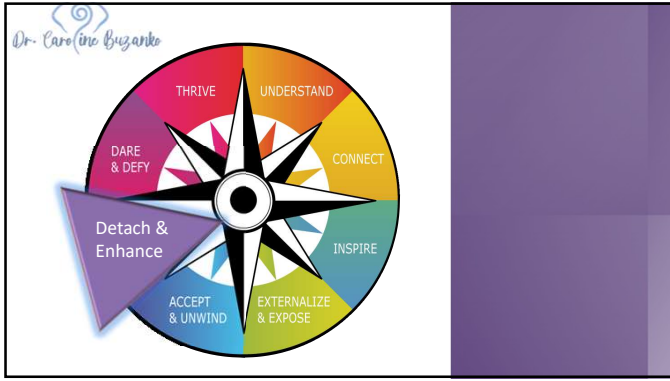 Dr. Caroline Buzanko
THRIVE
UNDERSTAND
DARE
& DEFY
CONNECT
Detach &
Enhance
INSPIRE
ACCEPT
& UNWIND
EXTERNALIZE
& EXPOSE